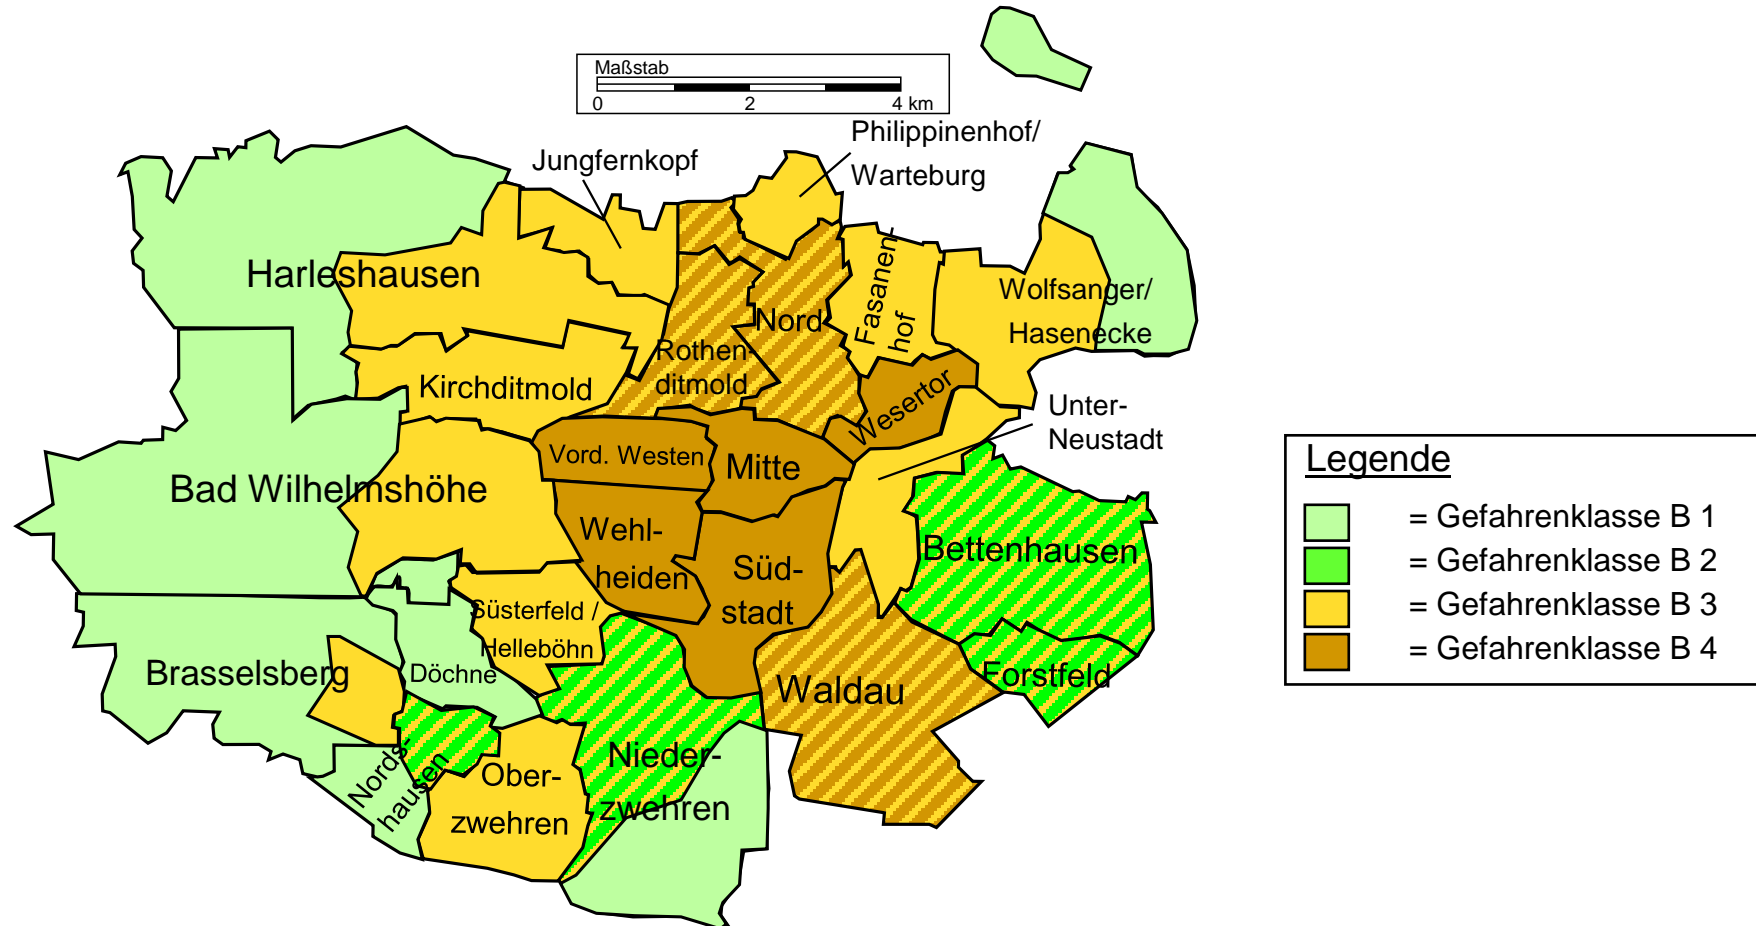 Maßstab
0 2 4 km
Philippinenhof/
Warteburg
Jungfernkopf
Harleshausen
Fasanen-
hof
Wolfsanger/
Hasenecke
Nord
Rothen-
ditmold
Kirchditmold
Wesertor
Unter-
Neustadt
Vord. Westen
Mitte
Bad Wilhelmshöhe
Wehl-
heiden
Süd-
stadt
Bettenhausen
Süsterfeld /
Helleböhn
Brasselsberg
Döchne
Waldau
Forstfeld
Nords-
hausen
Ober-
zwehren
Nieder-
zwehren
Legende
= Gefahrenklasse B 1
= Gefahrenklasse B 2
= Gefahrenklasse B 3
= Gefahrenklasse B 4